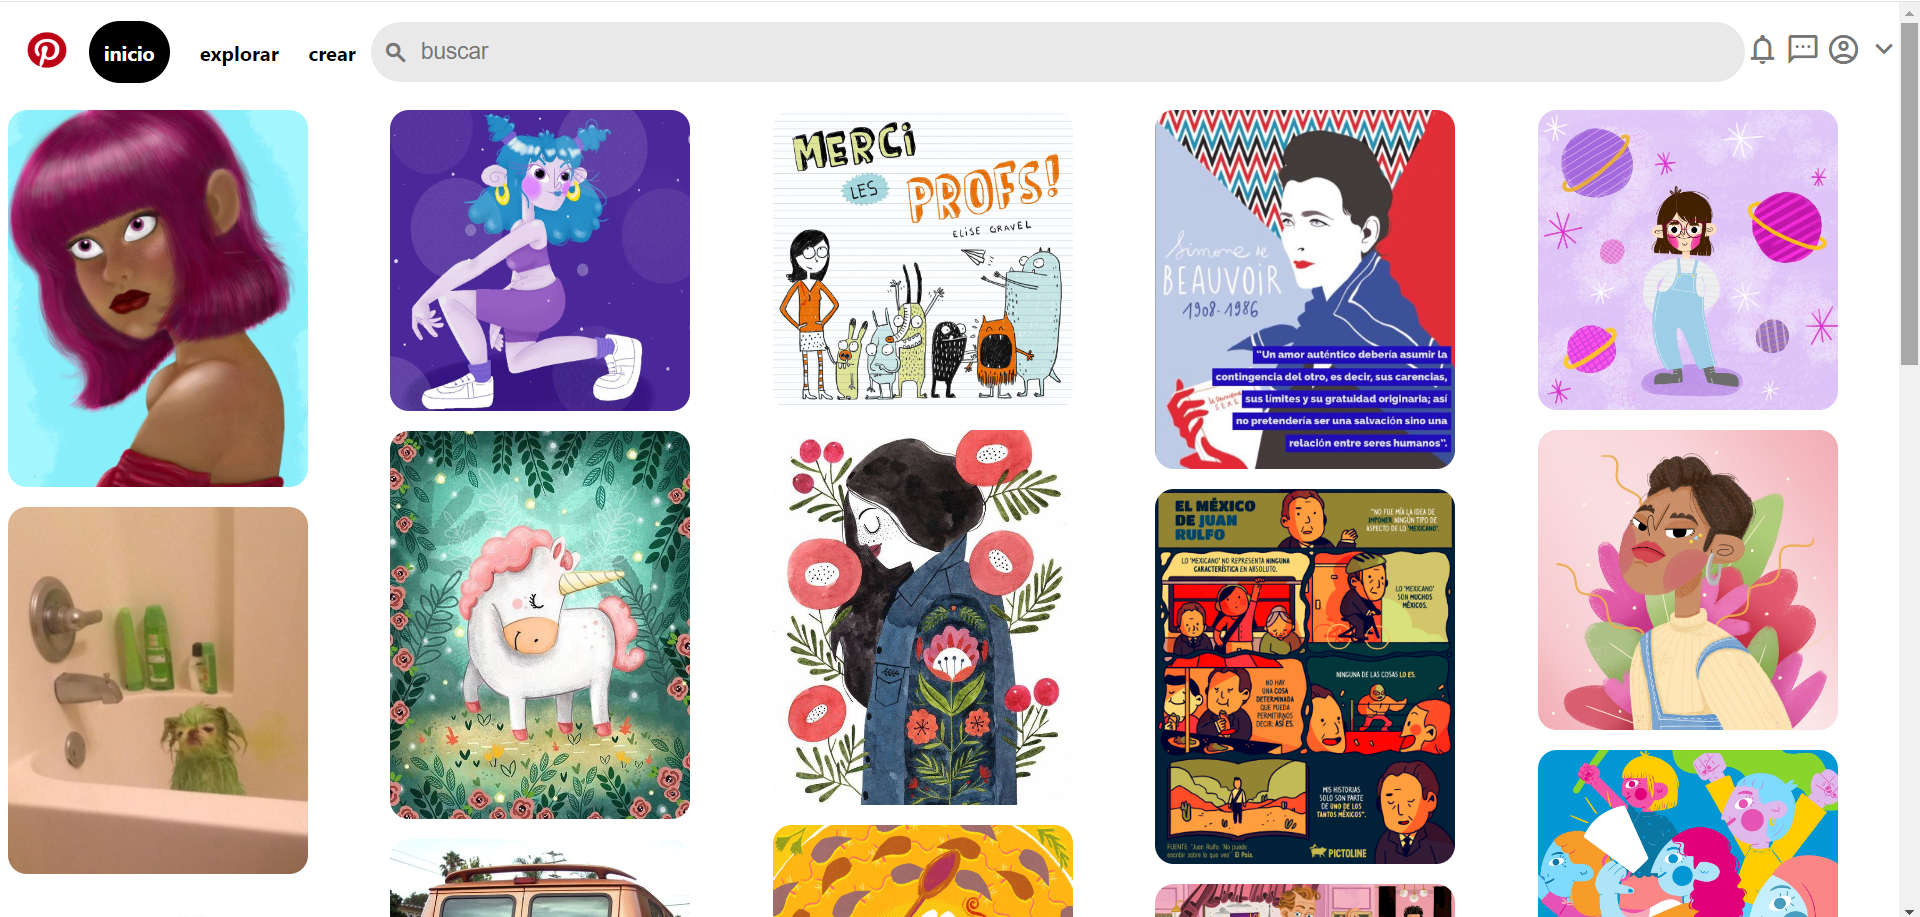 inicio
explorar
crear
buscar
MERCi
LES
PROFS!
ELISE GRAVEL
Simone de
BEAUVOIR
1908-1986
"Un amor auténtico debería asumir la
contingencia del otro, es decir, sus carencias,
sus límites y su gratuidad originaria; así
no pretendería ser una salvación sino una
relación entre seres humanos".
EL MÉXICO
DE JUAN
RULFO
"NO FUE MÍA LA IDEA DE
IMPONER NINGÚN TIPO DE
ASPECTO DE LO 'MEXICANO'.
LO 'MEXICANO' NO REPRESENTA NINGUNA
CARACTERÍSTICA EN ABSOLUTO.
LO 'MEXICANO'
SON MUCHOS
MÉXICOS.
NO HAY
UNA COSA
DETERMINADA
QUE PUEDA
PERMITIRNOS
DECIR: ASÍ ES.
NINGUNA DE LAS COSAS LO ES.
MIS HISTORIAS
SOLO SON PARTE
DE UNO DE LOS
TANTOS MÉXICOS".
FUENTE: "Juan Rulfo: 'No puedo
escribir sobre lo que veo'" El País.
PICTOLINE